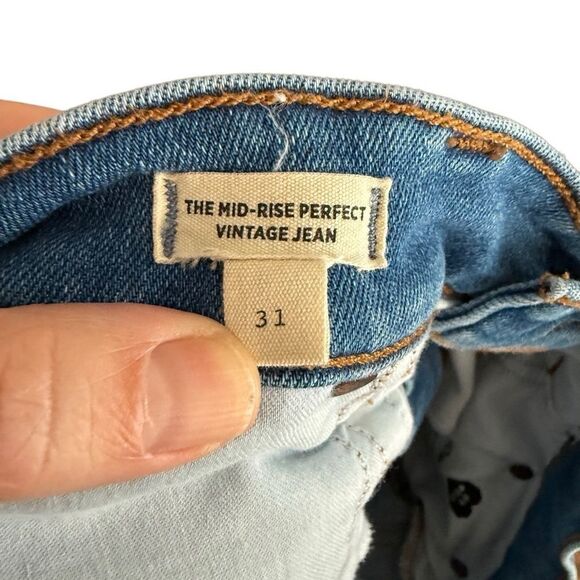 THE MID-RISE PERFECT
VINTAGE JEAN
31